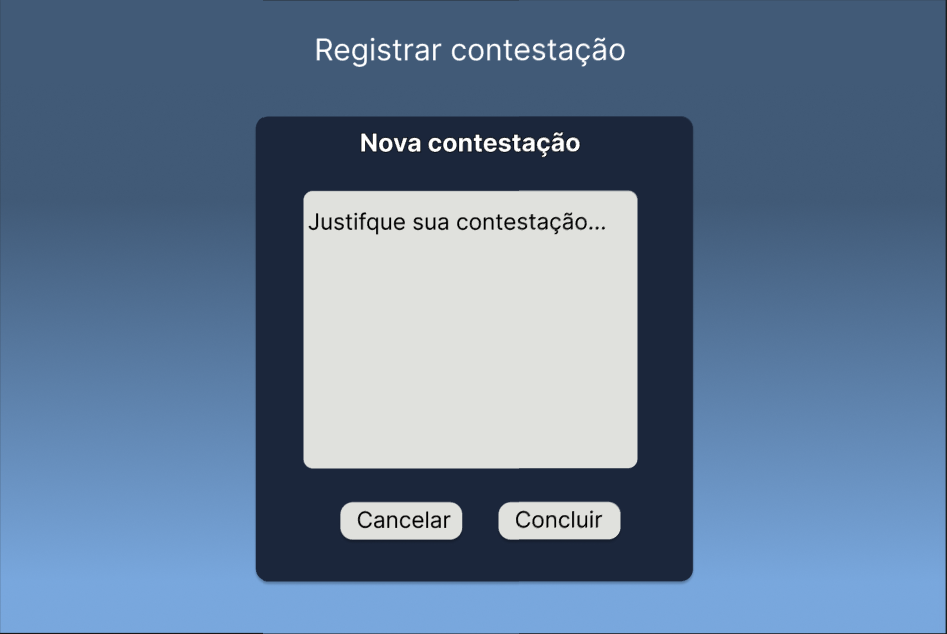 Registrar contestação
Nova contestação
Justifque sua contestação...
Cancelar
Concluir